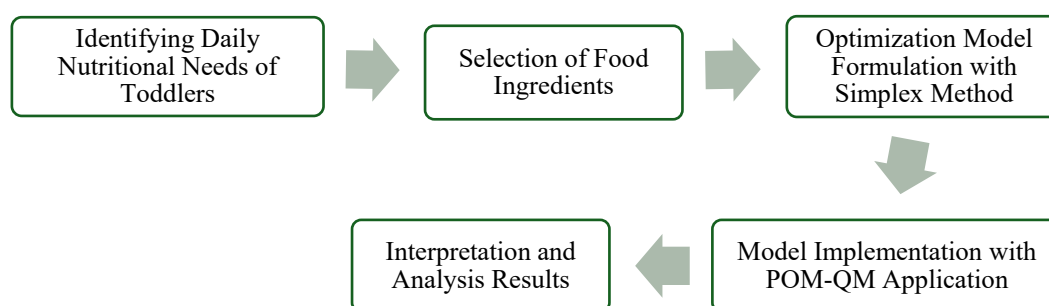 Identifying Daily
Nutritional Needs of
Toddlers
Selection of Food
Ingredients
Optimization Model
Formulation with
Simplex Method
Model Implementation with
POM-QM Application
Interpretation and
Analysis Results